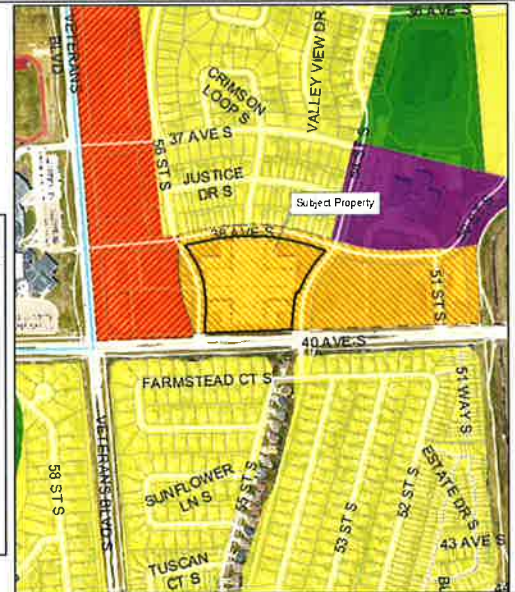 36 AVE S
VETERANS
BLVD
VALLEY VIEW DR
CRIMSON
LOOP S
37 AVE S
56 ST S
JUSTICE
DR S
Subject Property
38 AVE S
51 ST S
40 AVE S
FARMSTEAD CT S
51 WAY S
VETERANS BLVD S
58 ST S
SUNFLOWER
LN S
53 ST S
52 ST S
ESTATE DR S
43 AVE S
TUSCAN
CT S